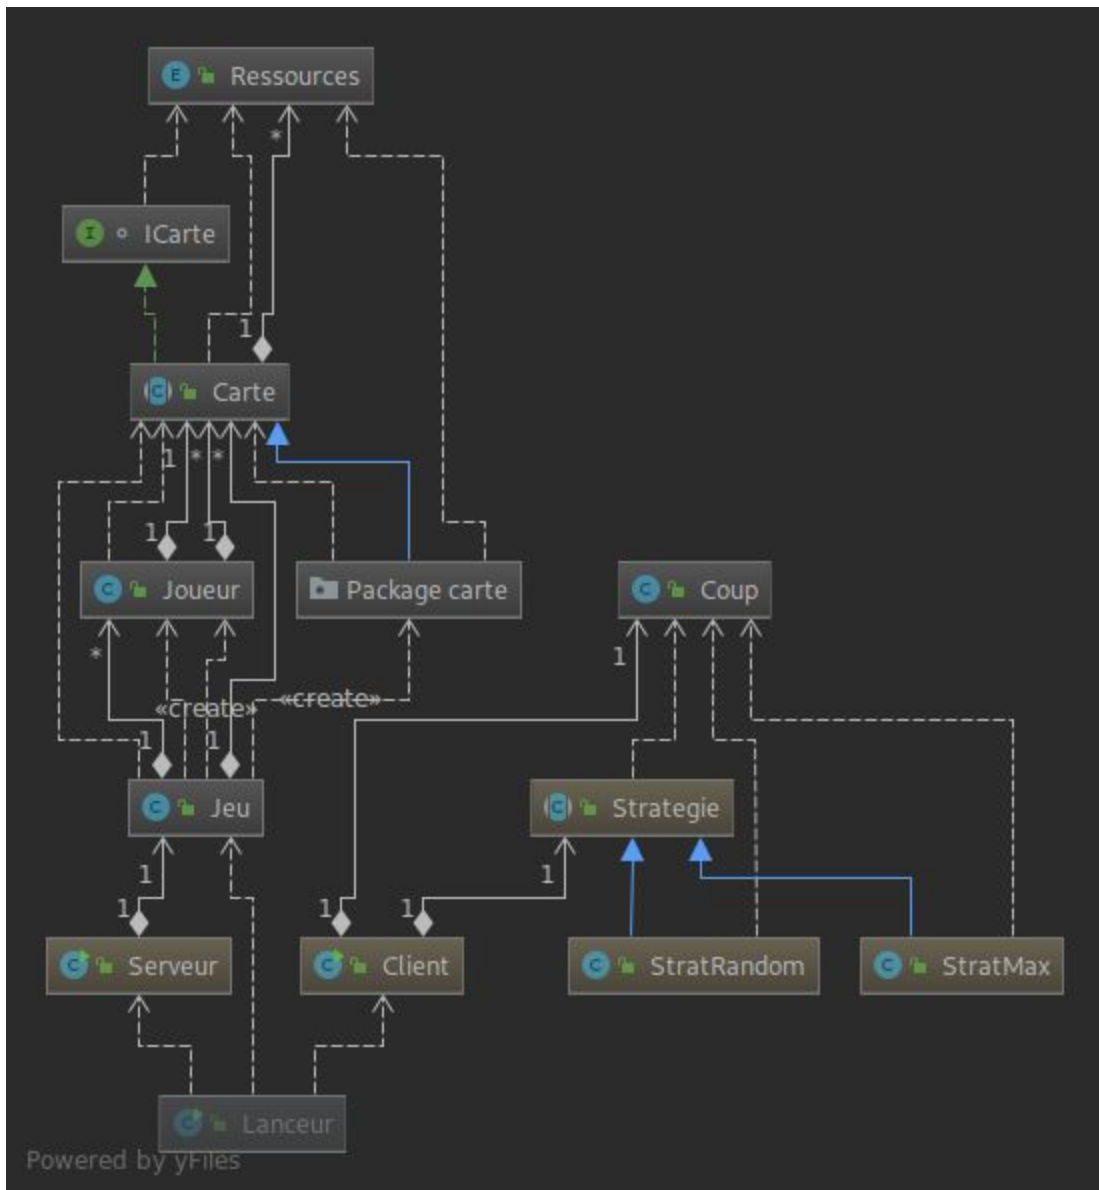 E Ressources
*
I ICarte
1
C Carte
1 * *
1 1
C Joueur
Package carte
C Coup
*
1
«create» «create»
1 1
C Jeu
C Strategie
1
1
1 1 1
C Serveur
C Client
C StratRandom
C StratMax
C Lanceur
Powered by yFiles